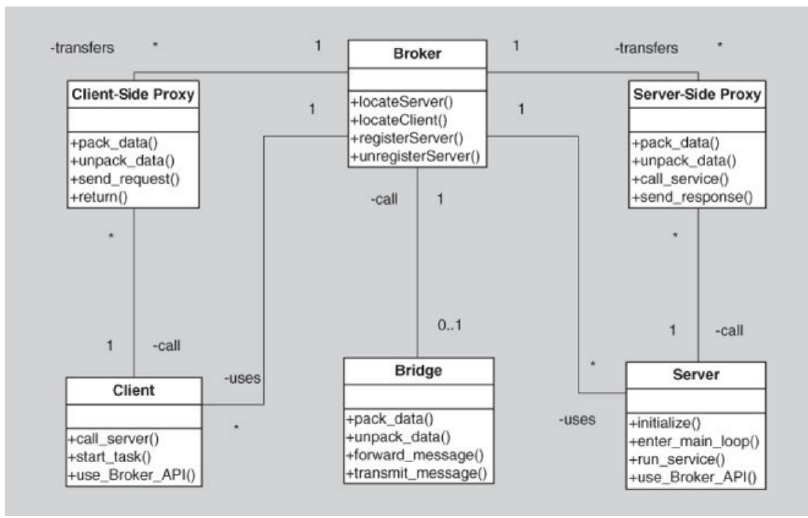 -transfers * 1 Broker 1 -transfers *
Client-Side Proxy
+pack_data()
+unpack_data()
+send_request()
+return()
1
+locateServer()
+locateClient()
+registerServer()
+unregisterServer()
1
Server-Side Proxy
+pack_data()
+unpack_data()
+call_service()
+send_response()
-call 1
*
*
0..1
1 -call
1 -call
Client
+call_server()
+start_task()
+use_Broker_API()
-uses
*
Bridge
+pack_data()
+unpack_data()
+forward_message()
+transmit_message()
*
-uses
Server
+initialize()
+enter_main_loop()
+run_service()
+use_Broker_API()